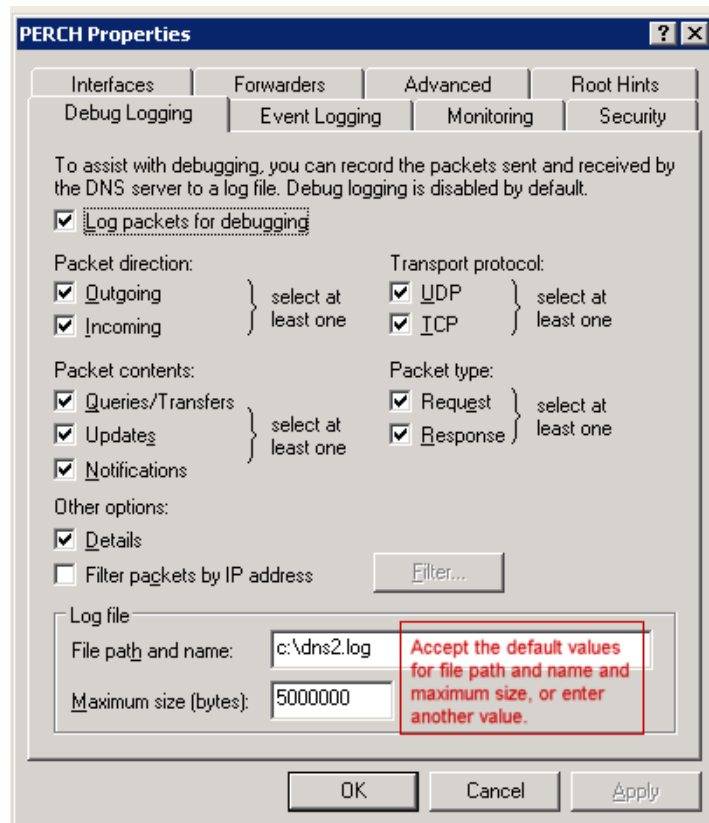 PERCH Properties
Interfaces Forwarders Advanced Root Hints
Debug Logging Event Logging Monitoring Security
To assist with debugging, you can record the packets sent and received by
the DNS server to a log file. Debug logging is disabled by default.
Log packets for debugging
Packet direction:
Outgoing
Incoming
select at
least one
Transport protocol:
UDP
TCP
select at
least one
Packet contents:
Queries/Transfers
Updates
Notifications
select at
least one
Packet type:
Request
Response
select at
least one
Other options:
Details
Filter packets by IP address
Filter...
Log file
File path and name:
c:\dns2.log
Maximum size (bytes):
5000000
Accept the default values
for file path and name and
maximum size, or enter
another value.
OK Cancel Apply